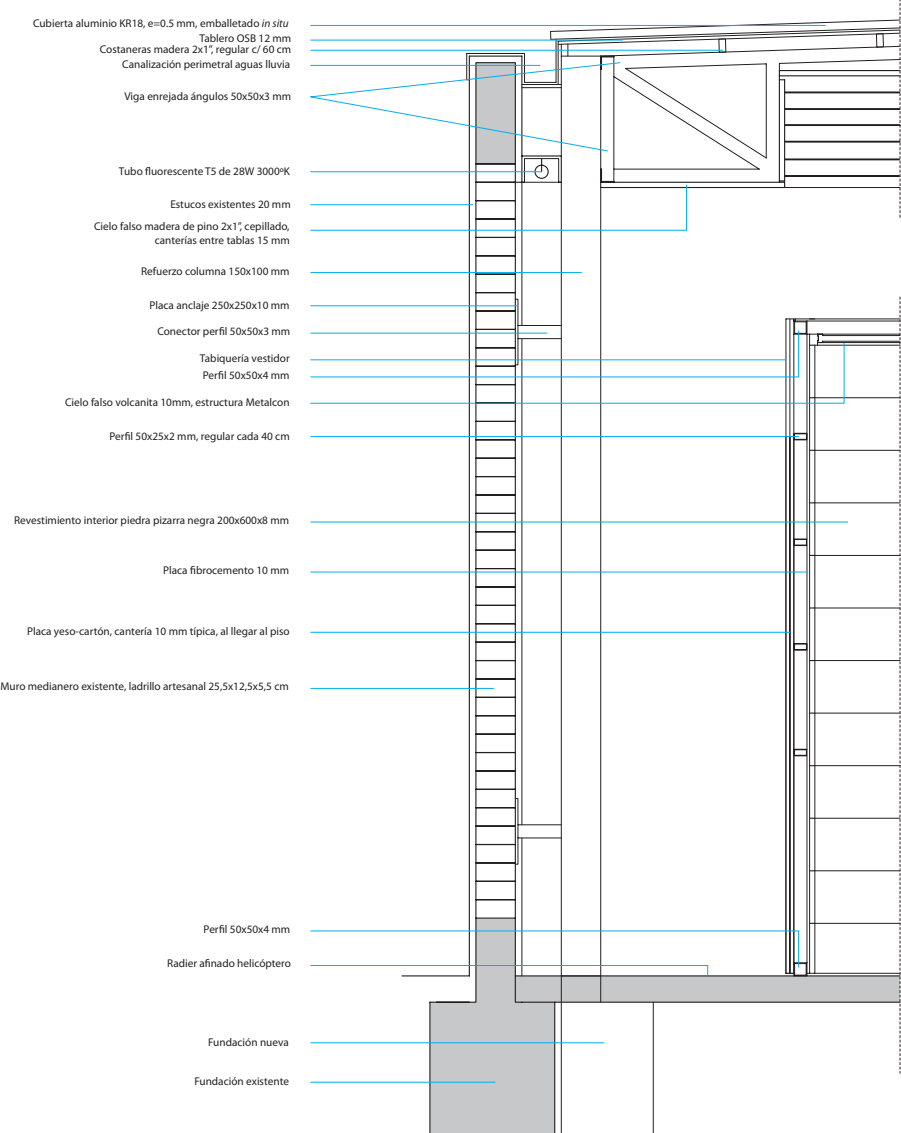 Cubierta aluminio KR18, e=0.5 mm, emballetado in situ
Tablero OSB 12 mm
Costaneras madera 2x1”, regular c/ 60 cm
Canalización perimetral aguas lluvia
Viga enrejada ángulos 50x50x3 mm
Tubo fluorescente T5 de 28W 3000ºK
Estucos existentes 20 mm
Cielo falso madera de pino 2x1”, cepillado,
canterías entre tablas 15 mm
Refuerzo columna 150x100 mm
Placa anclaje 250x250x10 mm
Conector perfil 50x50x3 mm
Tabiquería vestidor
Perfil 50x50x4 mm
Cielo falso volcanita 10mm, estructura Metalcon
Perfil 50x25x2 mm, regular cada 40 cm
Revestimiento interior piedra pizarra negra 200x600x8 mm
Placa fibrocemento 10 mm
Placa yeso-cartón, cantería 10 mm típica, al llegar al piso
Muro medianero existente, ladrillo artesanal 25,5x12,5x5,5 cm
Perfil 50x50x4 mm
Radier afinado helicóptero
Fundación nueva
Fundación existente